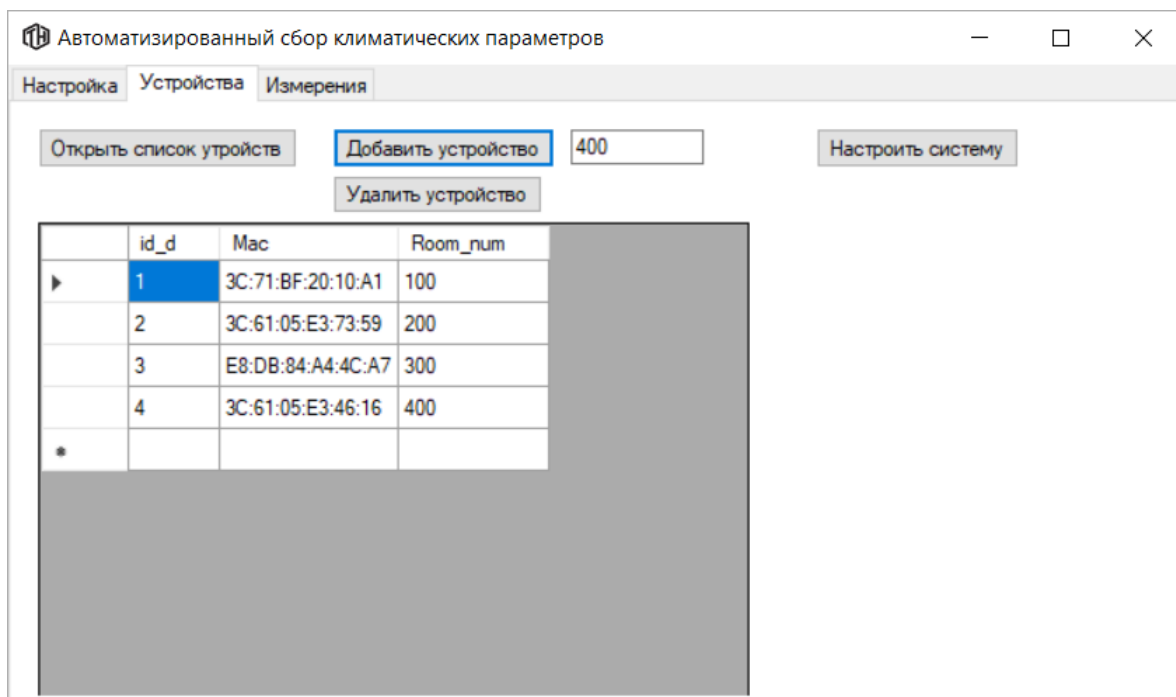 Автоматизированный сбор климатических параметров
Настройка Устройства Измерения
Открыть список утройств Добавить устройство 400 Настроить систему
Удалить устройство
id_d Mac Room_num
1 3C:71:BF:20:10:A1 100
2 3C:61:05:E3:73:59 200
3 E8:DB:84:A4:4C:A7 300
4 3C:61:05:E3:46:16 400